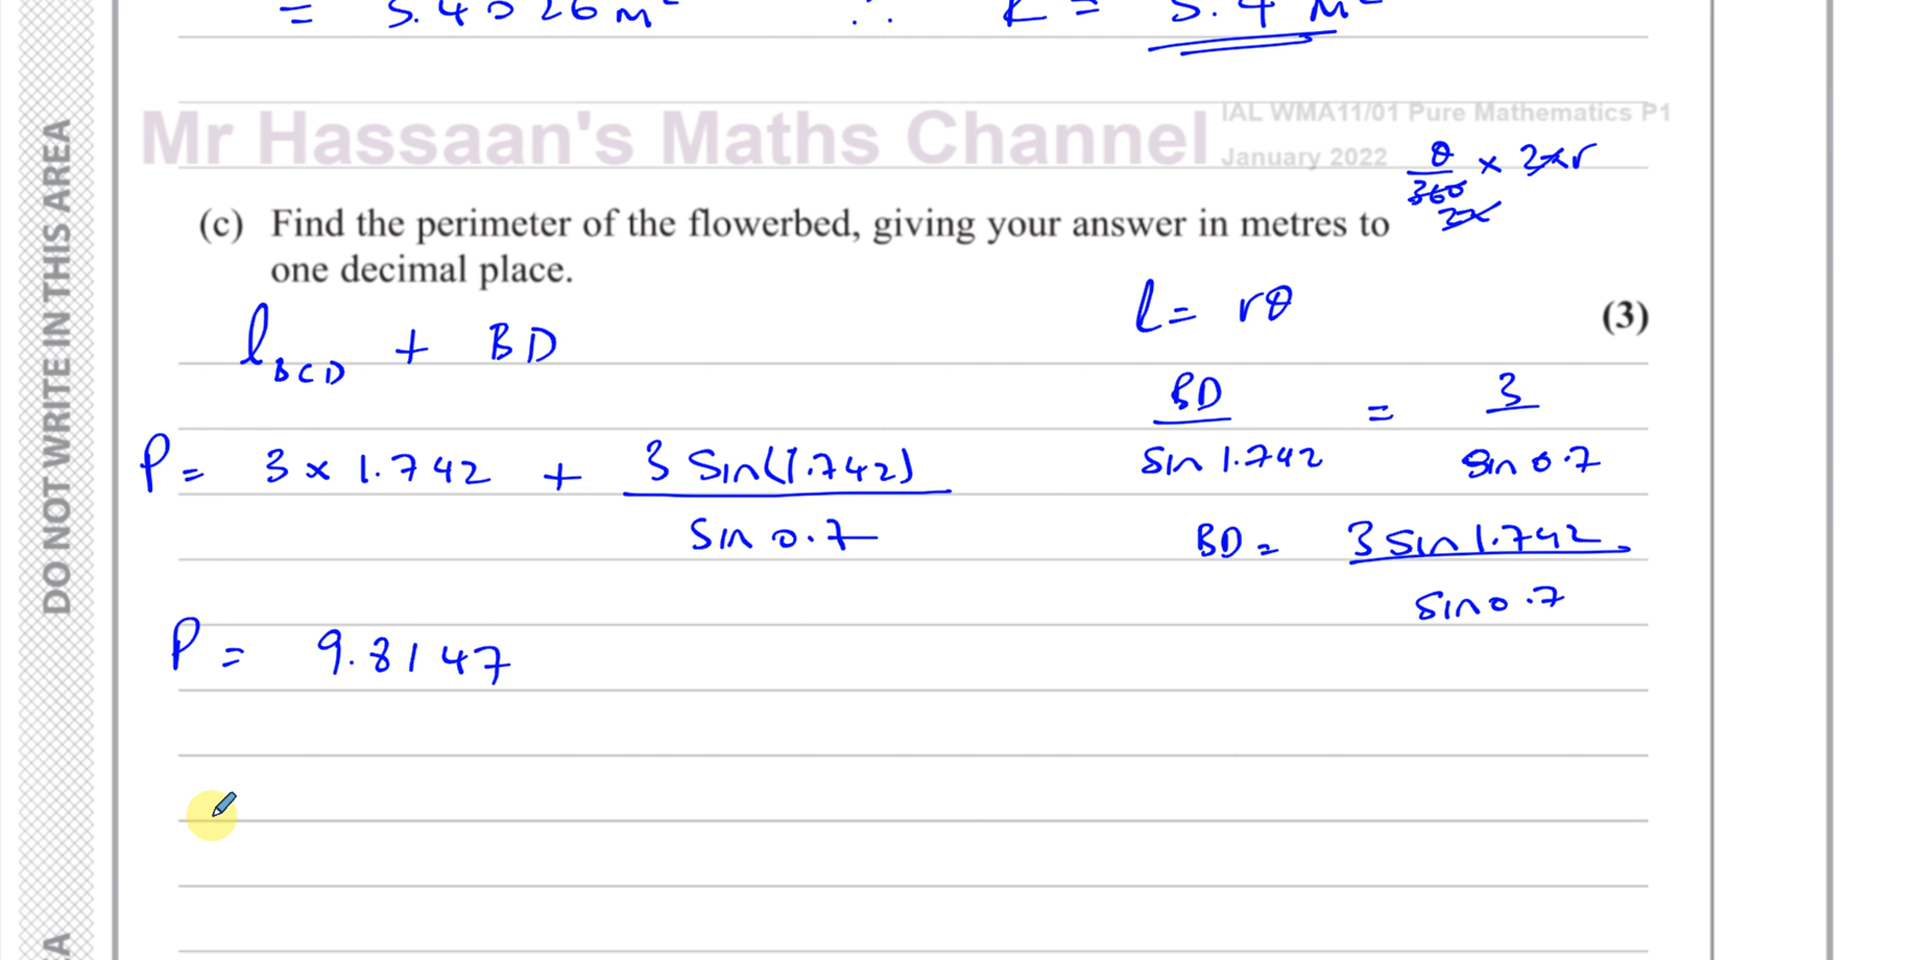 = 5.4026 m² ∴ R = 5.4 m²
Mr Hassaan's Maths Channel
IAL WMA11/01 Pure Mathematics P1
January 2022
θ/360 × 2πr
2π
(c) Find the perimeter of the flowerbed, giving your answer in metres to
one decimal place.
l = rθ
(3)
l_BCD + BD
BD/sin 1.742 = 3/sin 0.7
P = 3 × 1.742 + 3 sin(1.742)/sin 0.7
BD = 3 sin 1.742/sin 0.7
P = 9.8147
DO NOT WRITE IN THIS AREA
A